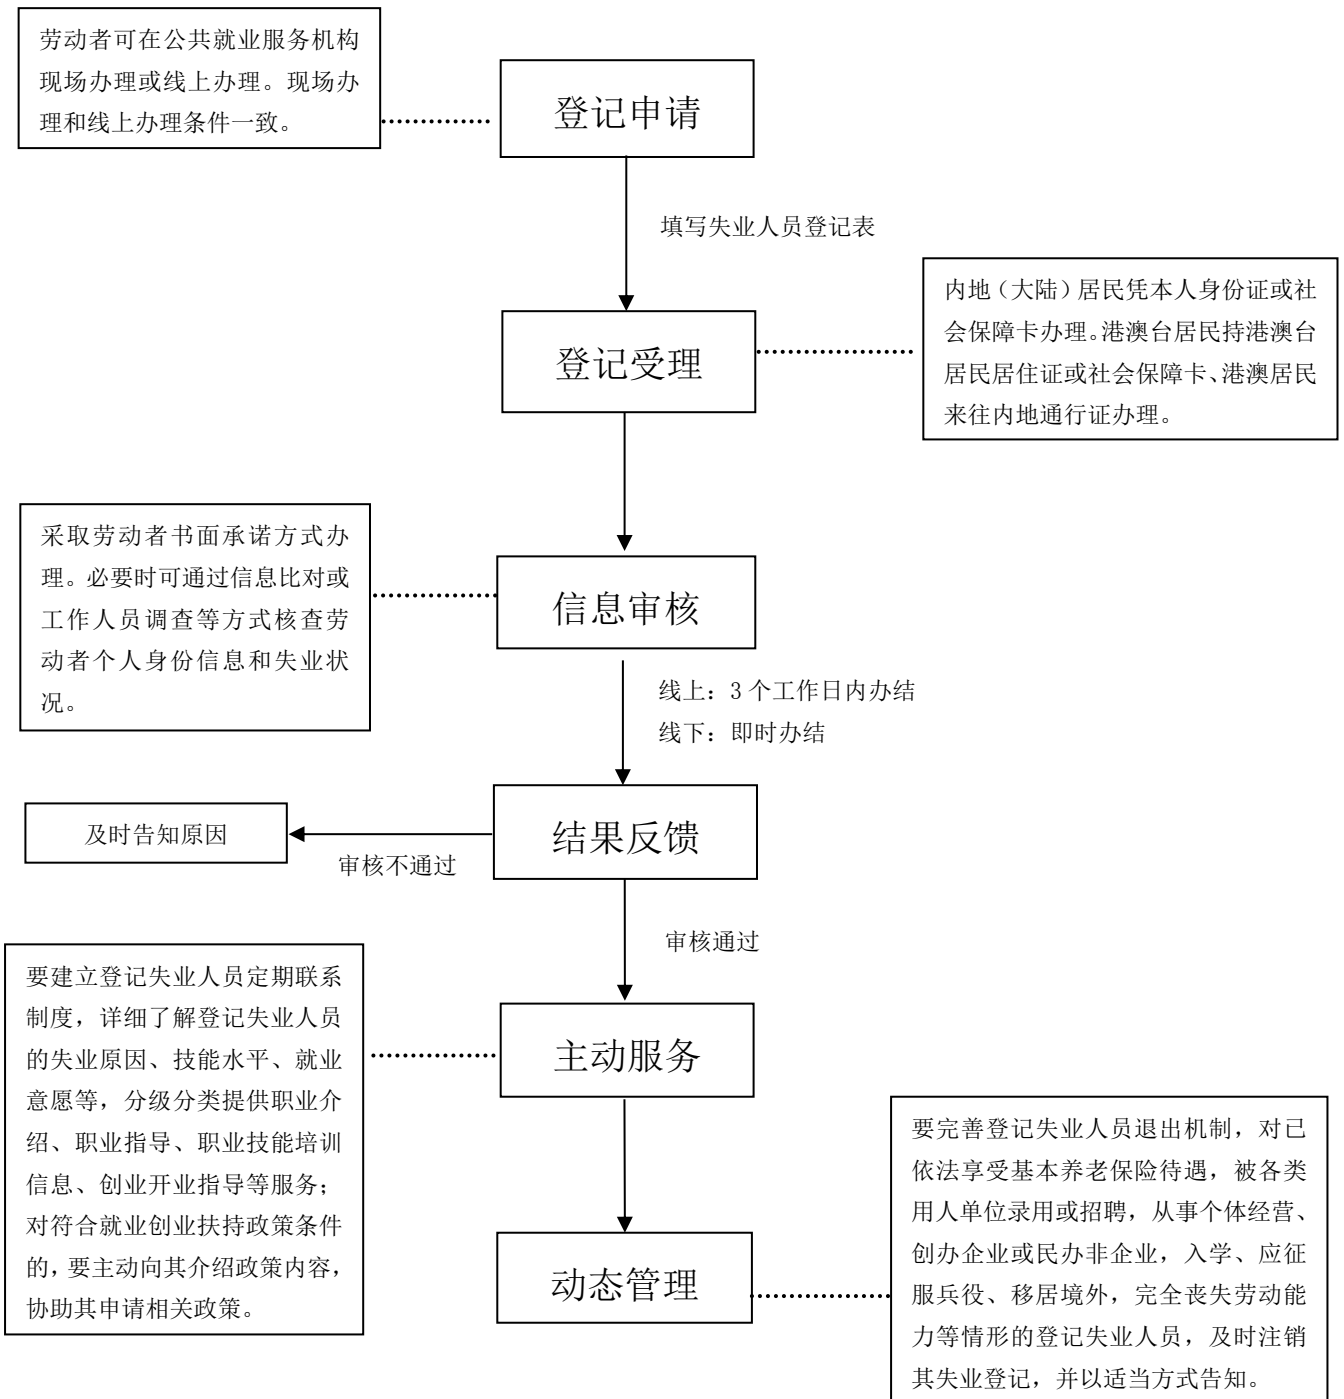 劳动者可在公共就业服务机构
现场办理或线上办理。现场办
理和线上办理条件一致。
登记申请
填写失业人员登记表
内地（大陆）居民凭本人身份证或社
会保障卡办理。港澳台居民持港澳台
居民居住证或社会保障卡、港澳居民
来往内地通行证办理。
登记受理
采取劳动者书面承诺方式办
理。必要时可通过信息比对或
工作人员调查等方式核查劳
动者个人身份信息和失业状
况。
信息审核
线上：3 个工作日内办结
线下：即时办结
结果反馈
及时告知原因
审核不通过
审核通过
要建立登记失业人员定期联系
制度，详细了解登记失业人员
的失业原因、技能水平、就业
意愿等，分级分类提供职业介
绍、职业指导、职业技能培训
信息、创业开业指导等服务；
对符合就业创业扶持政策条件
的，要主动向其介绍政策内容，
协助其申请相关政策。
主动服务
要完善登记失业人员退出机制，对已
依法享受基本养老保险待遇，被各类
用人单位录用或招聘，从事个体经营、
创办企业或民办非企业，入学、应征
服兵役、移居境外，完全丧失劳动能
力等情形的登记失业人员，及时注销
其失业登记，并以适当方式告知。
动态管理